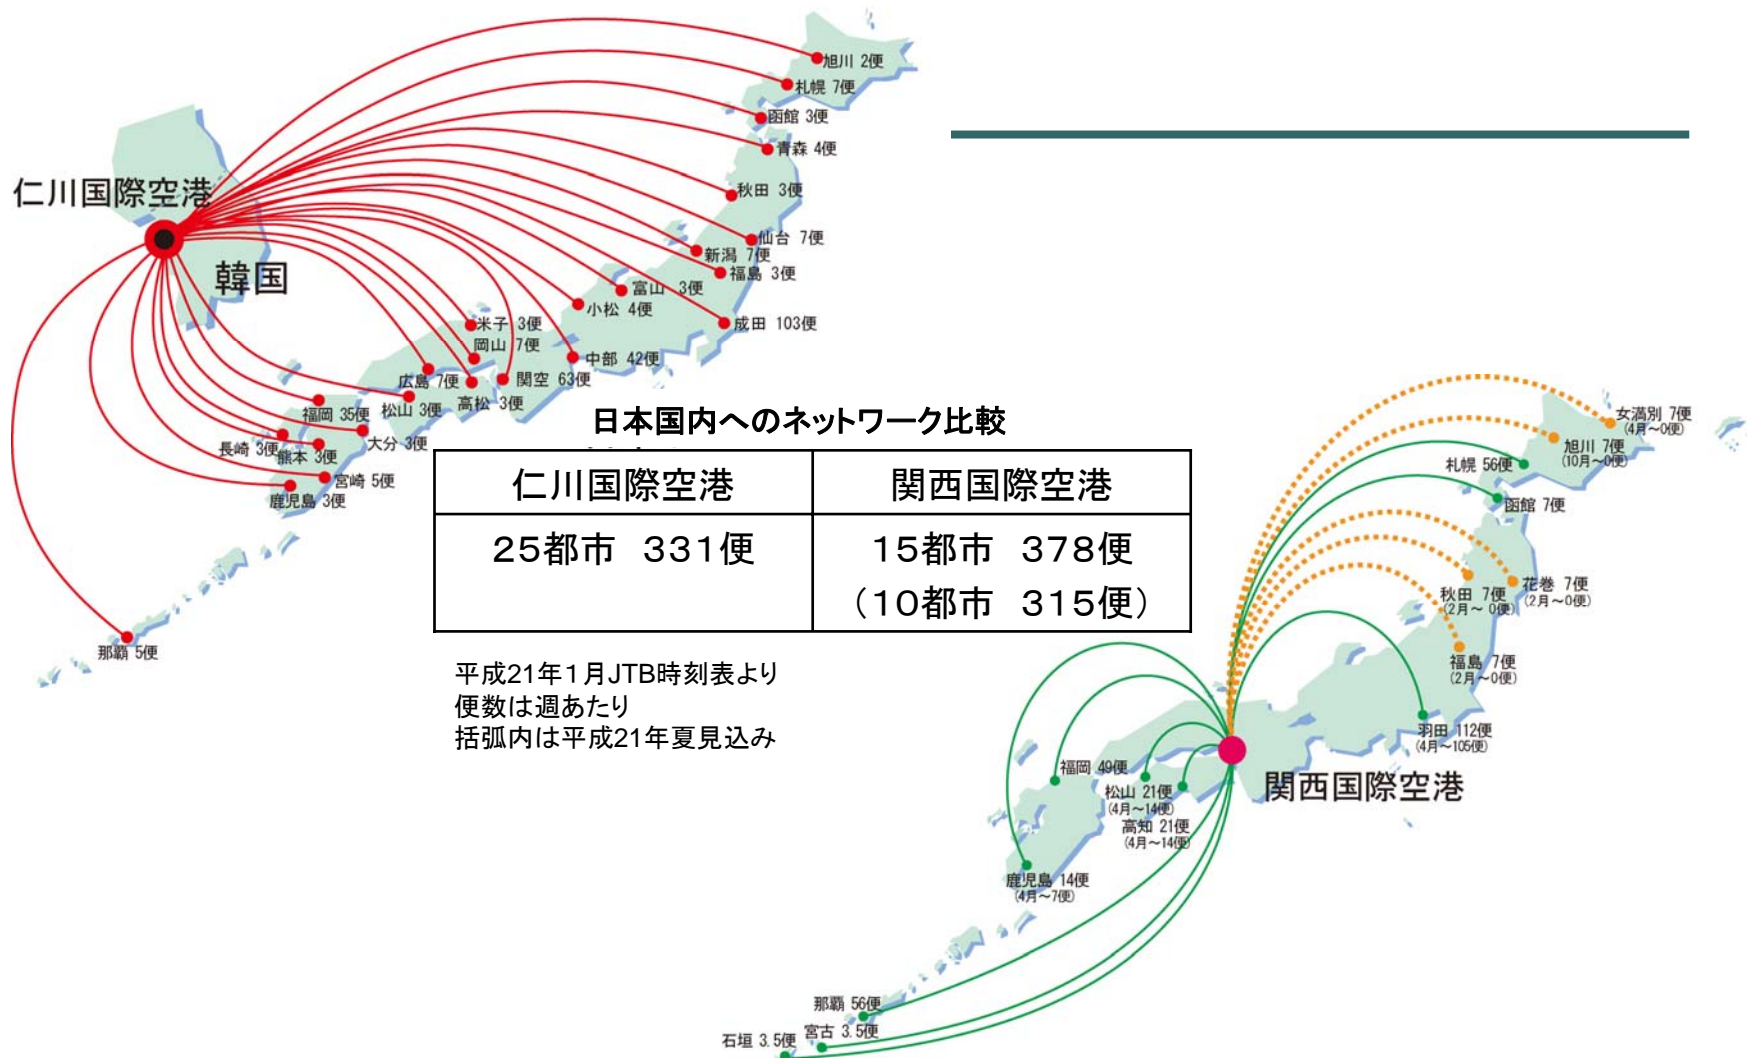 旭川 2便
札幌 7便
函館 3便
青森 4便
仁川国際空港
秋田 3便
仙台 7便
新潟 7便
福島 3便
韓国
富山 3便
小松 4便
成田 103便
米子 3便
岡山 7便
中部 42便
広島 7便
関空 63便
高松 3便
松山 3便
福岡 35便
大分 3便
長崎 3便
熊本 3便
宮崎 5便
鹿児島 3便
那覇 5便
日本国内へのネットワーク比較
仁川国際空港 関西国際空港
25都市 331便 15都市 378便
(10都市 315便)
平成21年1月JTB時刻表より
便数は週あたり
括弧内は平成21年夏見込み
女満別 7便
(4月～0便)
旭川 7便
(10月～0便)
札幌 56便
函館 7便
花巻 7便
(2月～0便)
秋田 7便
(2月～ 0便)
福島 7便
(2月～0便)
羽田 112便
(4月～105便)
関西国際空港
福岡 49便
松山 21便
(4月～14便)
高知 21便
(4月～14便)
鹿児島 14便
(4月～7便)
那覇 56便
宮古 3.5便
石垣 3.5便